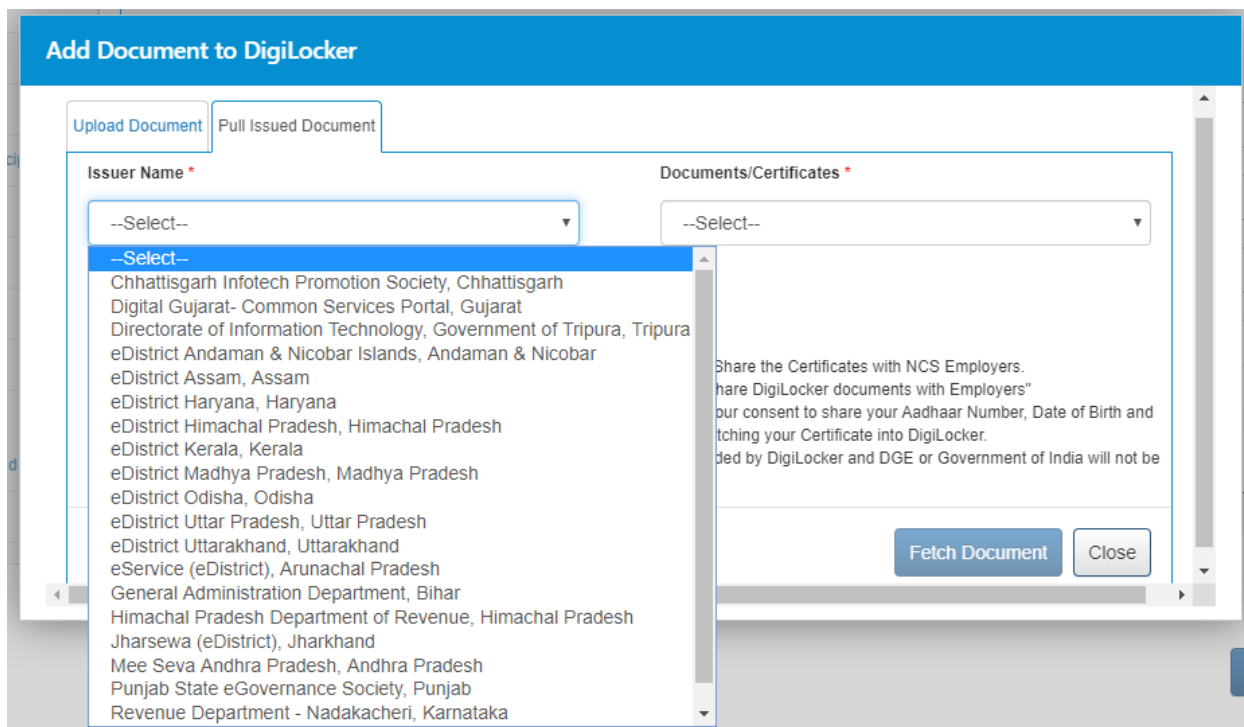 Add Document to DigiLocker
Upload Document
Pull Issued Document
Issuer Name *
Documents/Certificates *
--Select--
--Select--
--Select--
Chhattisgarh Infotech Promotion Society, Chhattisgarh
Digital Gujarat- Common Services Portal, Gujarat
Directorate of Information Technology, Government of Tripura, Tripura
eDistrict Andaman & Nicobar Islands, Andaman & Nicobar
eDistrict Assam, Assam
eDistrict Haryana, Haryana
eDistrict Himachal Pradesh, Himachal Pradesh
eDistrict Kerala, Kerala
eDistrict Madhya Pradesh, Madhya Pradesh
eDistrict Odisha, Odisha
eDistrict Uttar Pradesh, Uttar Pradesh
eDistrict Uttarakhand, Uttarakhand
eService (eDistrict), Arunachal Pradesh
General Administration Department, Bihar
Himachal Pradesh Department of Revenue, Himachal Pradesh
Jharsewa (eDistrict), Jharkhand
Mee Seva Andhra Pradesh, Andhra Pradesh
Punjab State eGovernance Society, Punjab
Revenue Department - Nadakacheri, Karnataka
Share the Certificates with NCS Employers.
hare DigiLocker documents with Employers"
our consent to share your Aadhaar Number, Date of Birth and
tching your Certificate into DigiLocker.
ded by DigiLocker and DGE or Government of India will not be
Fetch Document
Close